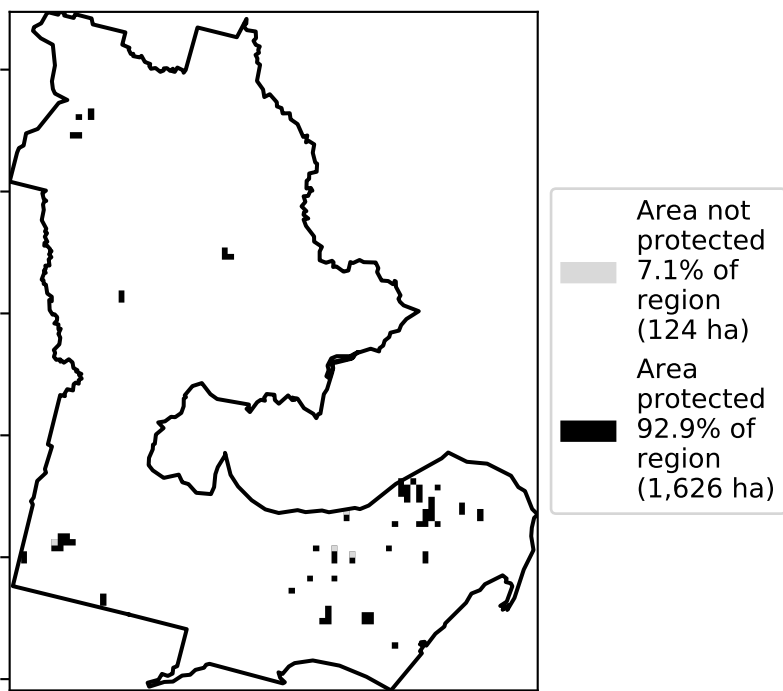 Area not
protected
7.1% of
region
(124 ha)
Area
protected
92.9% of
region
(1,626 ha)